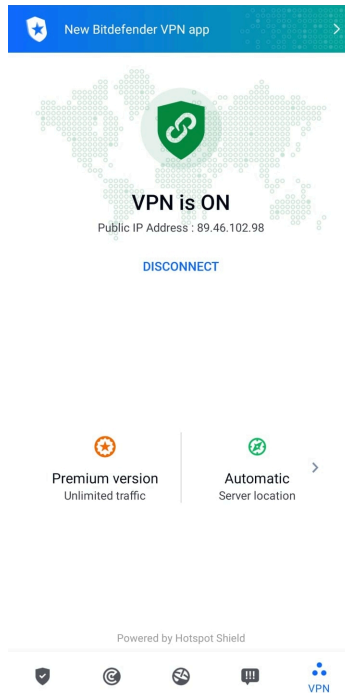 New Bitdefender VPN app
VPN is ON
Public IP Address : 89.46.102.98
DISCONNECT
Premium version
Unlimited traffic
Automatic
Server location
Powered by Hotspot Shield
VPN